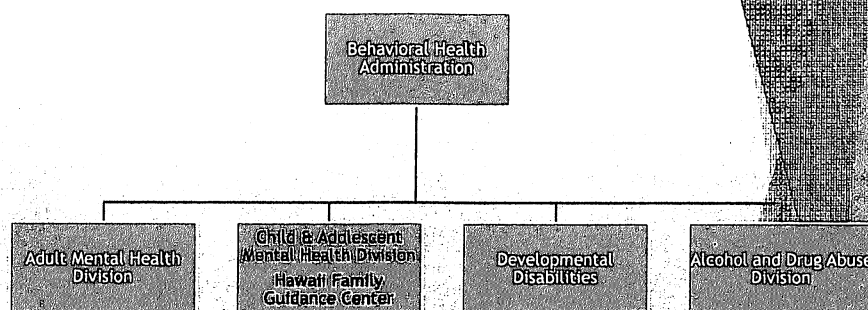 Behavioral Health
Administration
Adult Mental Health
Division
Child & Adolescent
Mental Health Division
Hawaii Family
Guidance Center
Developmental
Disabilities
Alcohol and Drug Abuse
Division